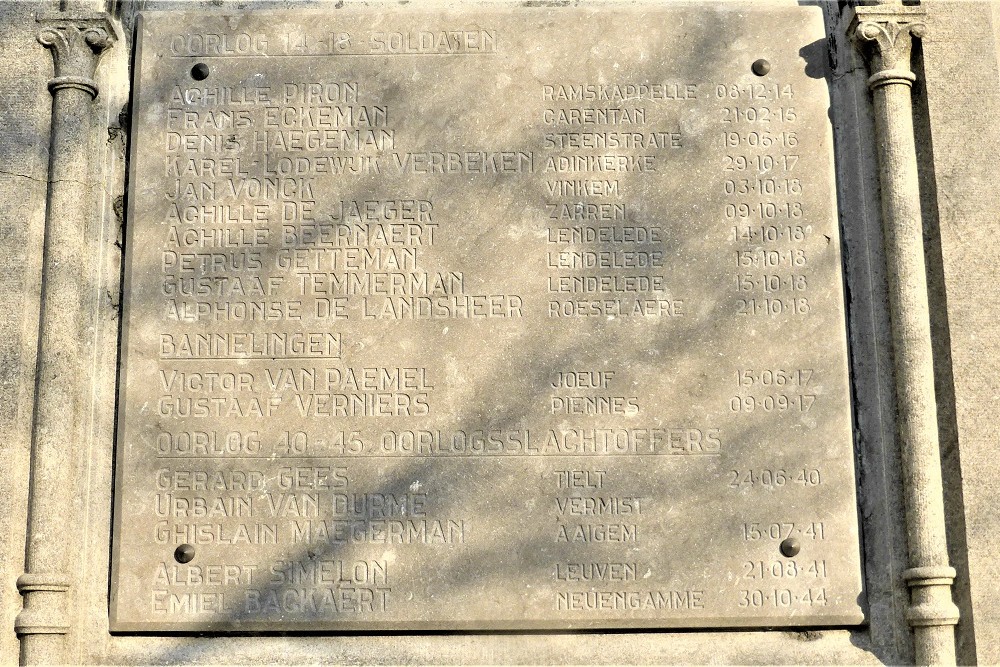 OORLOG 14-18 SOLDATEN
ACHILLE PIRON RAMSKAPPELLE 08·12·14
FRANS EECKEMAN CARENTAN 21·02·15
DENIS HAEGEMAN STEENSTRATE 19·06·16
KAREL-LODEWIJK VERBEKEN ADINKERKE 29·10·17
JAN VONCK VINKEM 03·10·18
ACHILLE DE JAEGER ZARREN 09·10·18
ACHILLE BEERNAERT LENDELEDE 14·10·18
PETRUS GETTEMAN LENDELEDE 15·10·18
GUSTAAF TEMMERMAN LENDELEDE 15·10·18
ALPHONSE DE LANDSHEER ROESELAERE 21·10·18
BANNELINGEN
VICTOR VAN PAEMEL JOEUF 15·06·17
GUSTAAF VERNIERS PIENNES 09·09·17
OORLOG 40-45 OORLOGSSLACHTOFFERS
GERARD GEES TIELT 24·06·40
URBAIN VAN DURME VERMIST
GHISLAIN MAEGERMAN AAIGEM 15·07·41
ALBERT SIMELON LEUVEN 21·08·41
EMIEL BACKAERT NEUENGAMME 30·10·44